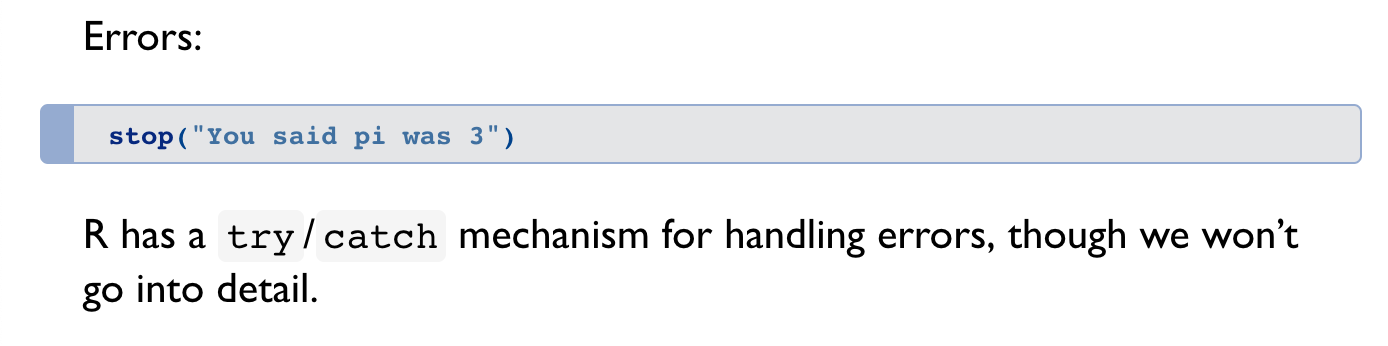 Errors:
stop("You said pi was 3")
R has a try/catch mechanism for handling errors, though we won’t
go into detail.